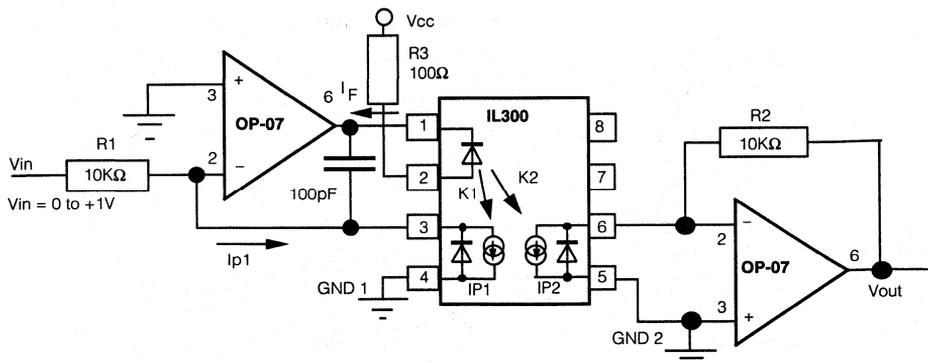 Vcc
R3
100Ω
I F
6
+
3
OP-07
2
−
Vin
R1
10KΩ
Vin = 0 to +1V
100pF
Ip1
GND 1
IL300
1
2
3
4
8
7
6
5
K1
K2
IP1
IP2
R2
10KΩ
−
2
OP-07
6
3
+
Vout
GND 2